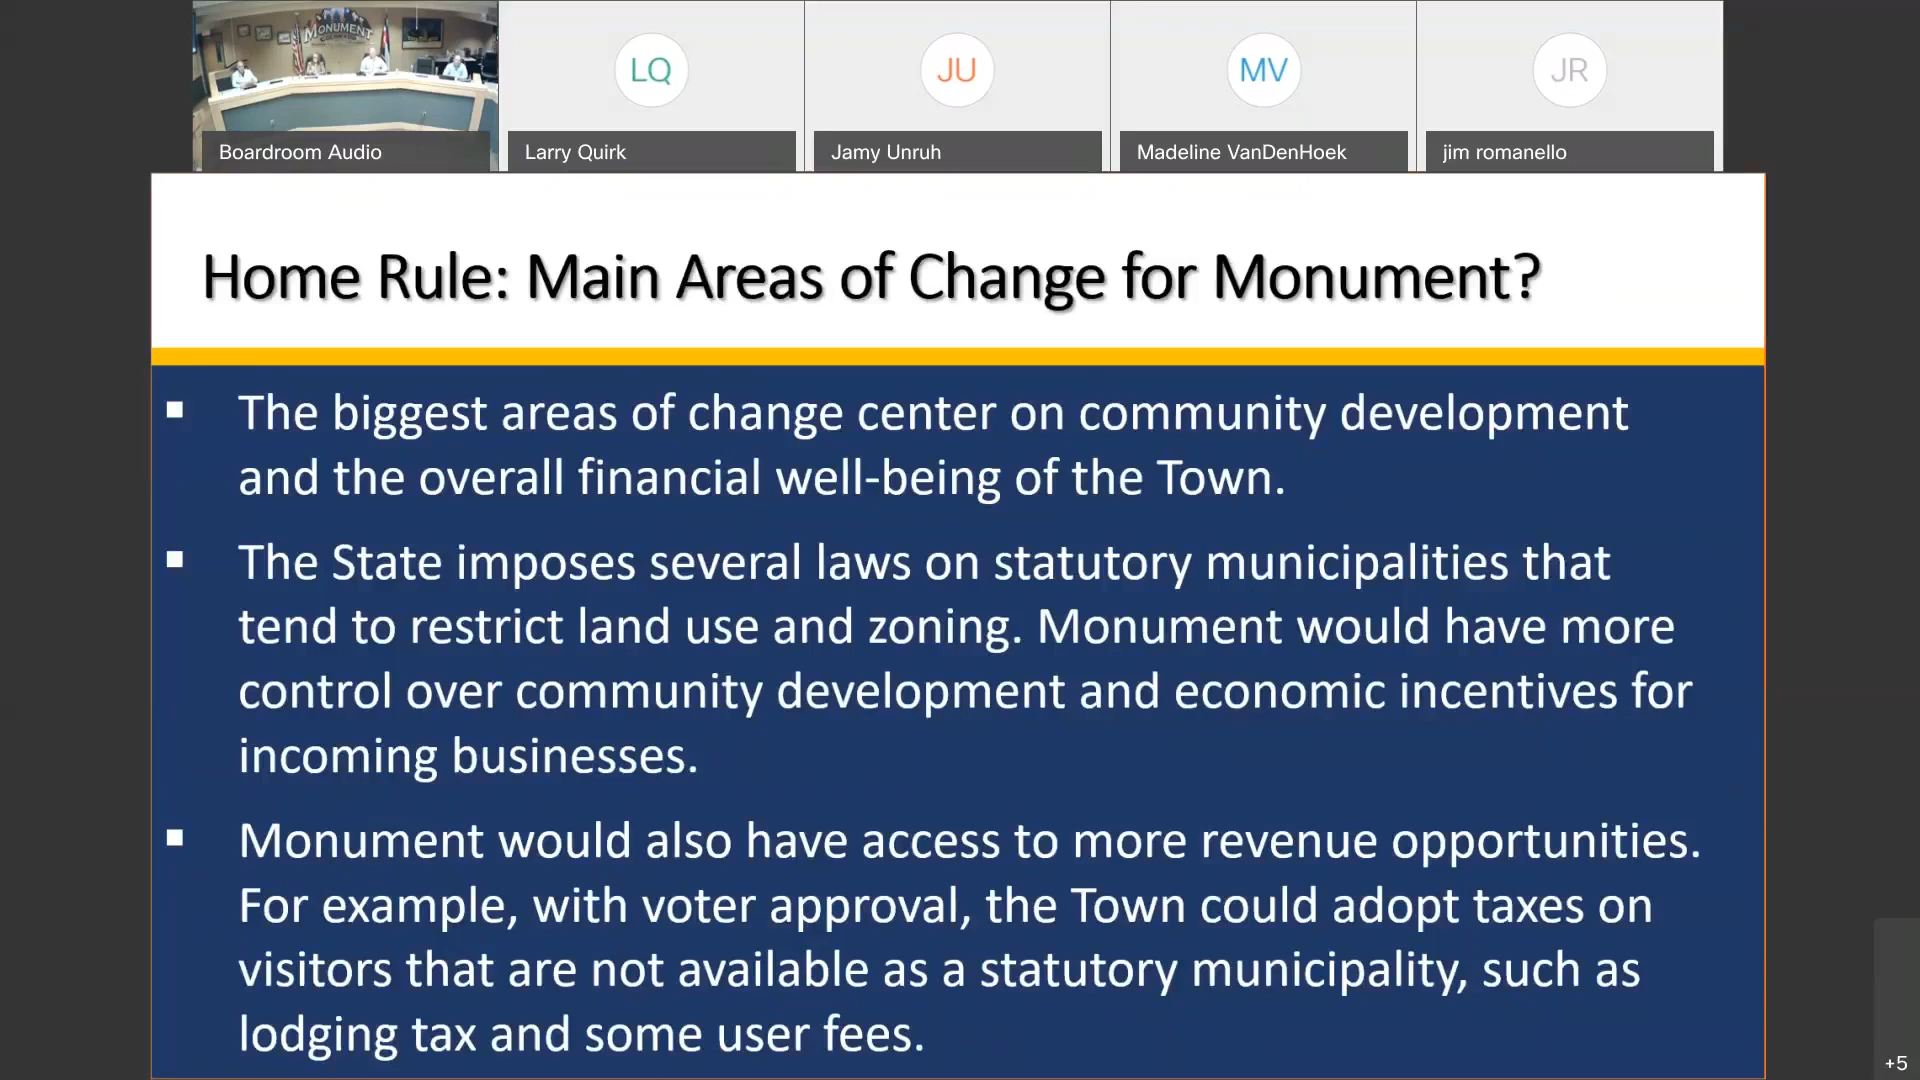 MONUMENT
LQ
JU
MV
JR
Boardroom Audio
Larry Quirk
Jamy Unruh
Madeline VanDenHoek
jim romanello
Home Rule: Main Areas of Change for Monument?
▪ The biggest areas of change center on community development
and the overall financial well-being of the Town.
▪ The State imposes several laws on statutory municipalities that
tend to restrict land use and zoning. Monument would have more
control over community development and economic incentives for
incoming businesses.
▪ Monument would also have access to more revenue opportunities.
For example, with voter approval, the Town could adopt taxes on
visitors that are not available as a statutory municipality, such as
lodging tax and some user fees.
+5